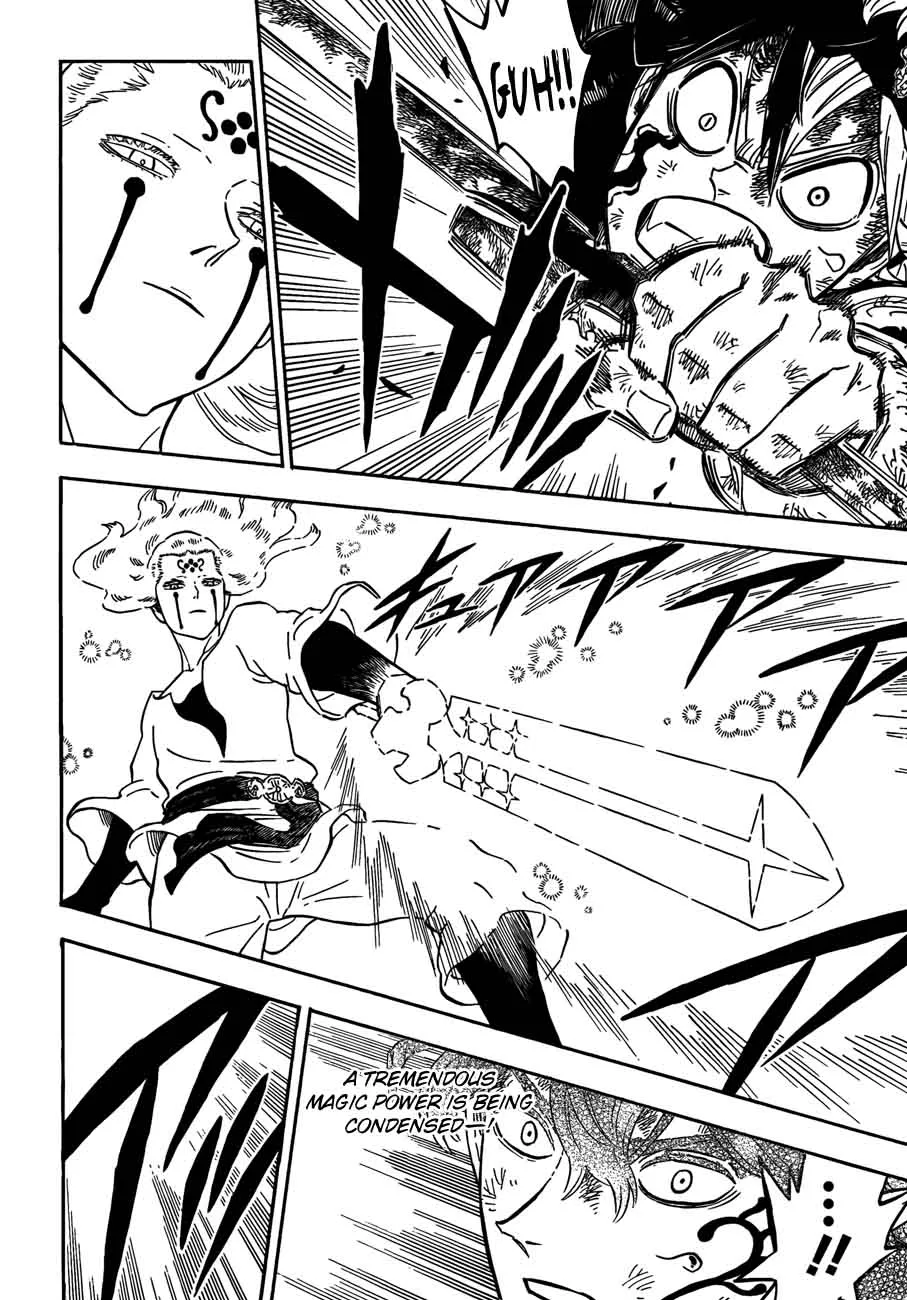 GUH!!
キュアアア
A TREMENDOUS
MAGIC POWER IS BEING
CONDENSED—!
...!!